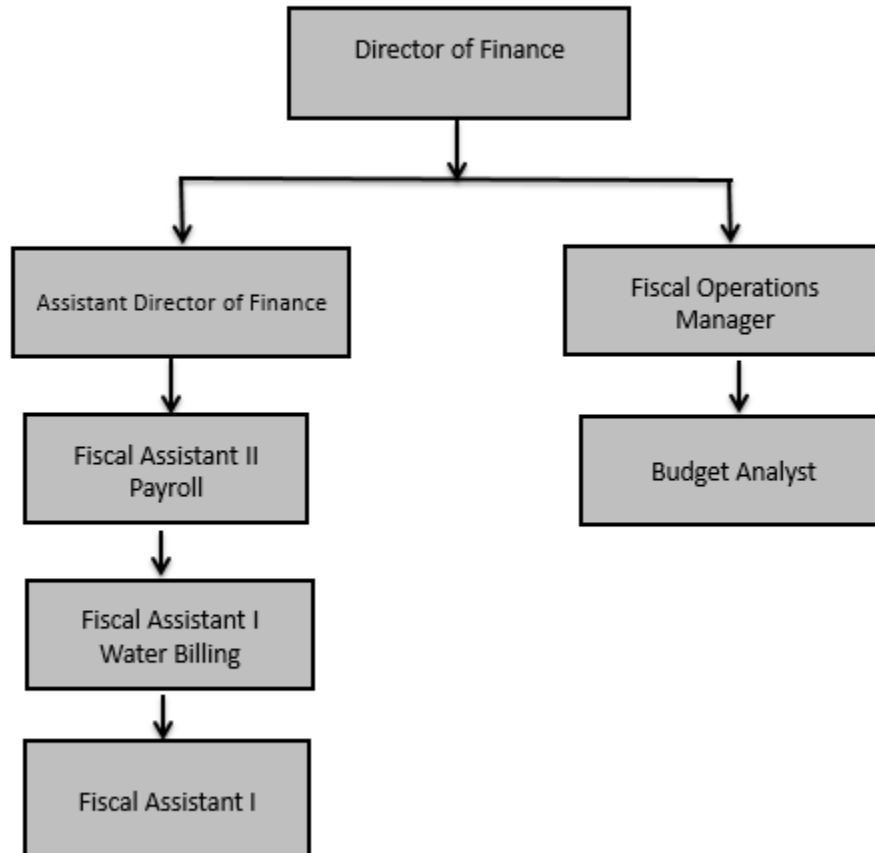 Director of Finance
Assistant Director of Finance
Fiscal Operations
Manager
Fiscal Assistant II
Payroll
Budget Analyst
Fiscal Assistant I
Water Billing
Fiscal Assistant I